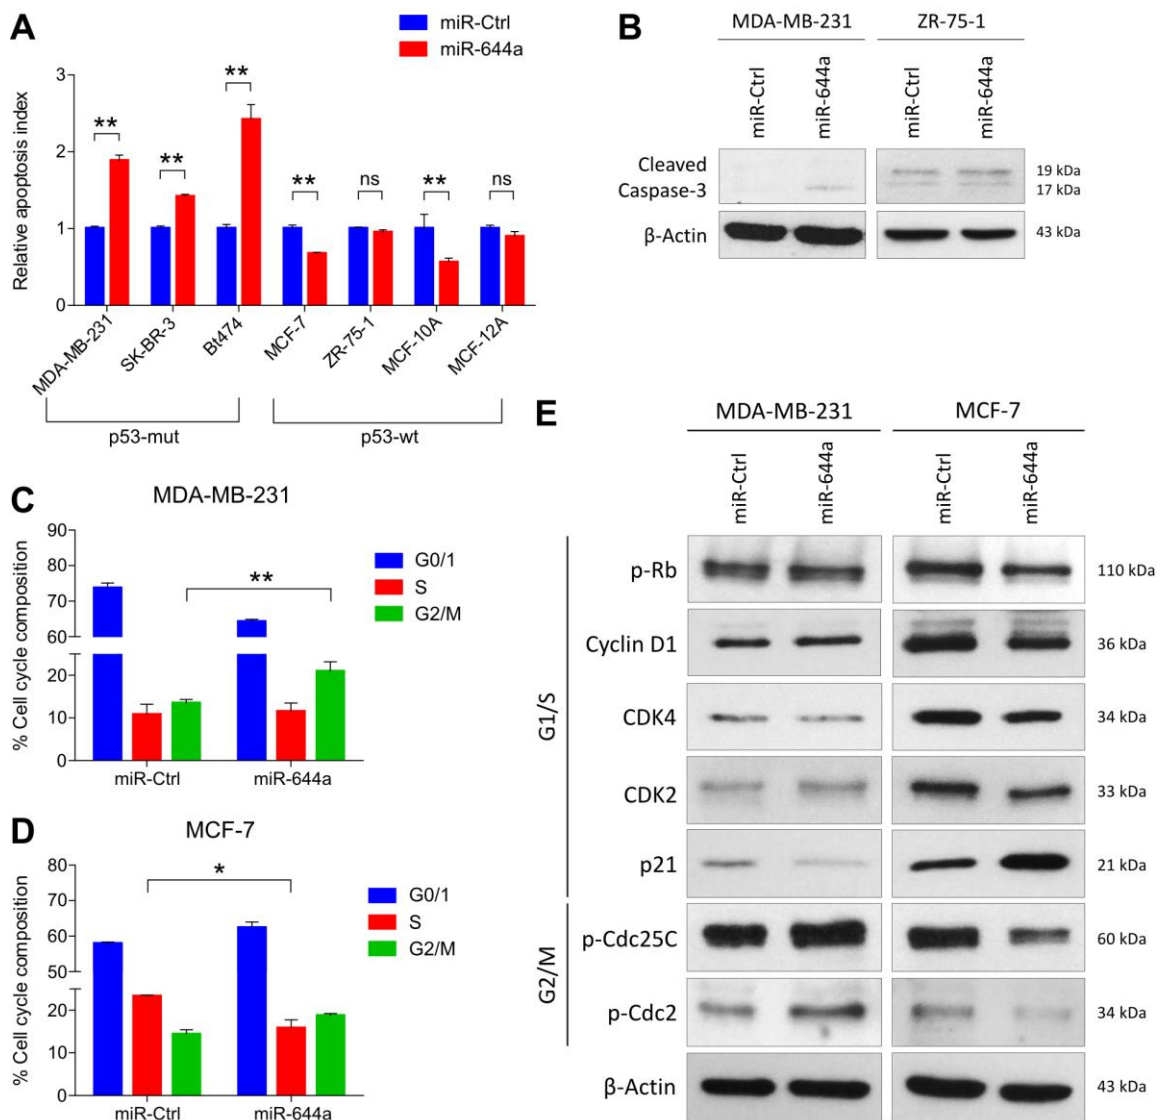 A
miR-Ctrl
miR-644a
Relative apoptosis index
3
2
1
0
**
**
**
**
ns
**
ns
MDA-MB-231
SK-BR-3
Bt474
MCF-7
ZR-75-1
MCF-10A
MCF-12A
p53-mut
p53-wt
B
MDA-MB-231
ZR-75-1
miR-Ctrl
miR-644a
miR-Ctrl
miR-644a
Cleaved
Caspase-3
19 kDa
17 kDa
β-Actin
43 kDa
C
MDA-MB-231
% Cell cycle composition
90
80
70
60
20
10
0
**
G0/1
S
G2/M
miR-Ctrl
miR-644a
D
MCF-7
% Cell cycle composition
80
70
60
50
20
10
0
*
G0/1
S
G2/M
miR-Ctrl
miR-644a
E
MDA-MB-231
MCF-7
miR-Ctrl
miR-644a
miR-Ctrl
miR-644a
G1/S
p-Rb
110 kDa
Cyclin D1
36 kDa
CDK4
34 kDa
CDK2
33 kDa
p21
21 kDa
G2/M
p-Cdc25C
60 kDa
p-Cdc2
34 kDa
β-Actin
43 kDa